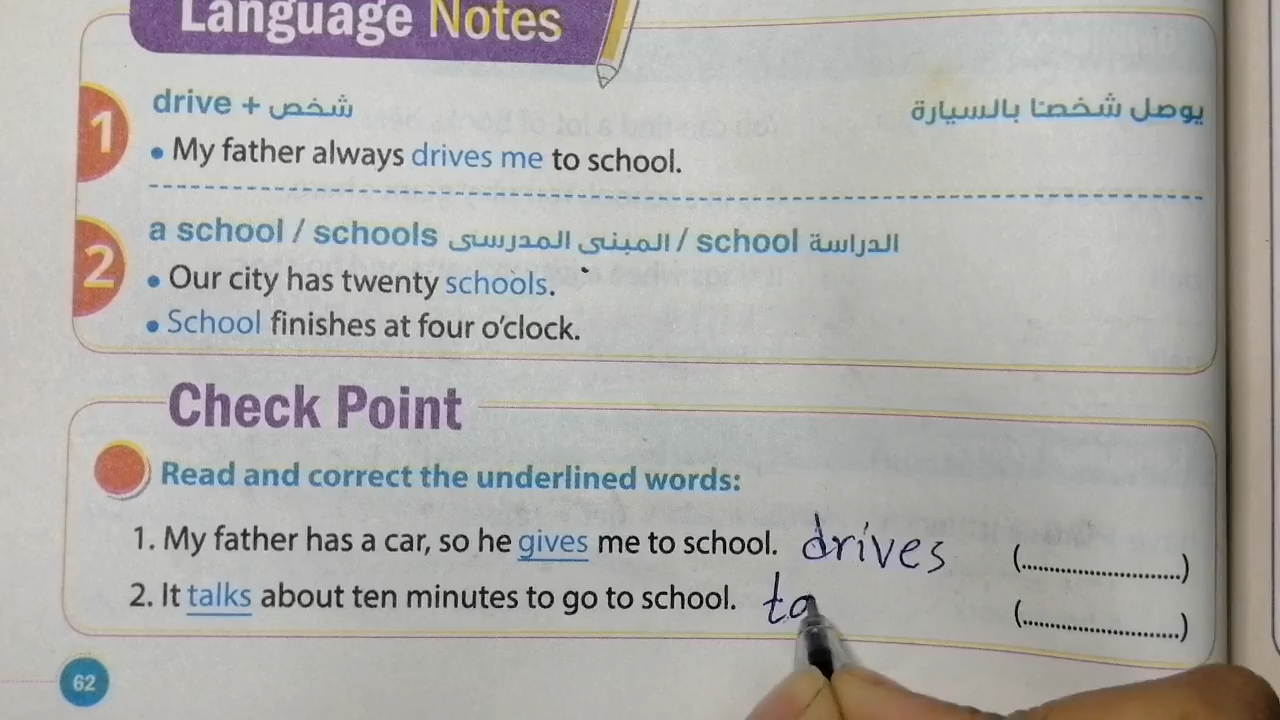 Language Notes
1
drive + شخص يوصل شخصًا بالسيارة
• My father always drives me to school.
2
a school / schools المبنى المدرسى / school الدراسة
• Our city has twenty schools.
• School finishes at four o'clock.
Check Point
Read and correct the underlined words:
1. My father has a car, so he gives me to school. drives (............................)
2. It talks about ten minutes to go to school. ta (............................)
62